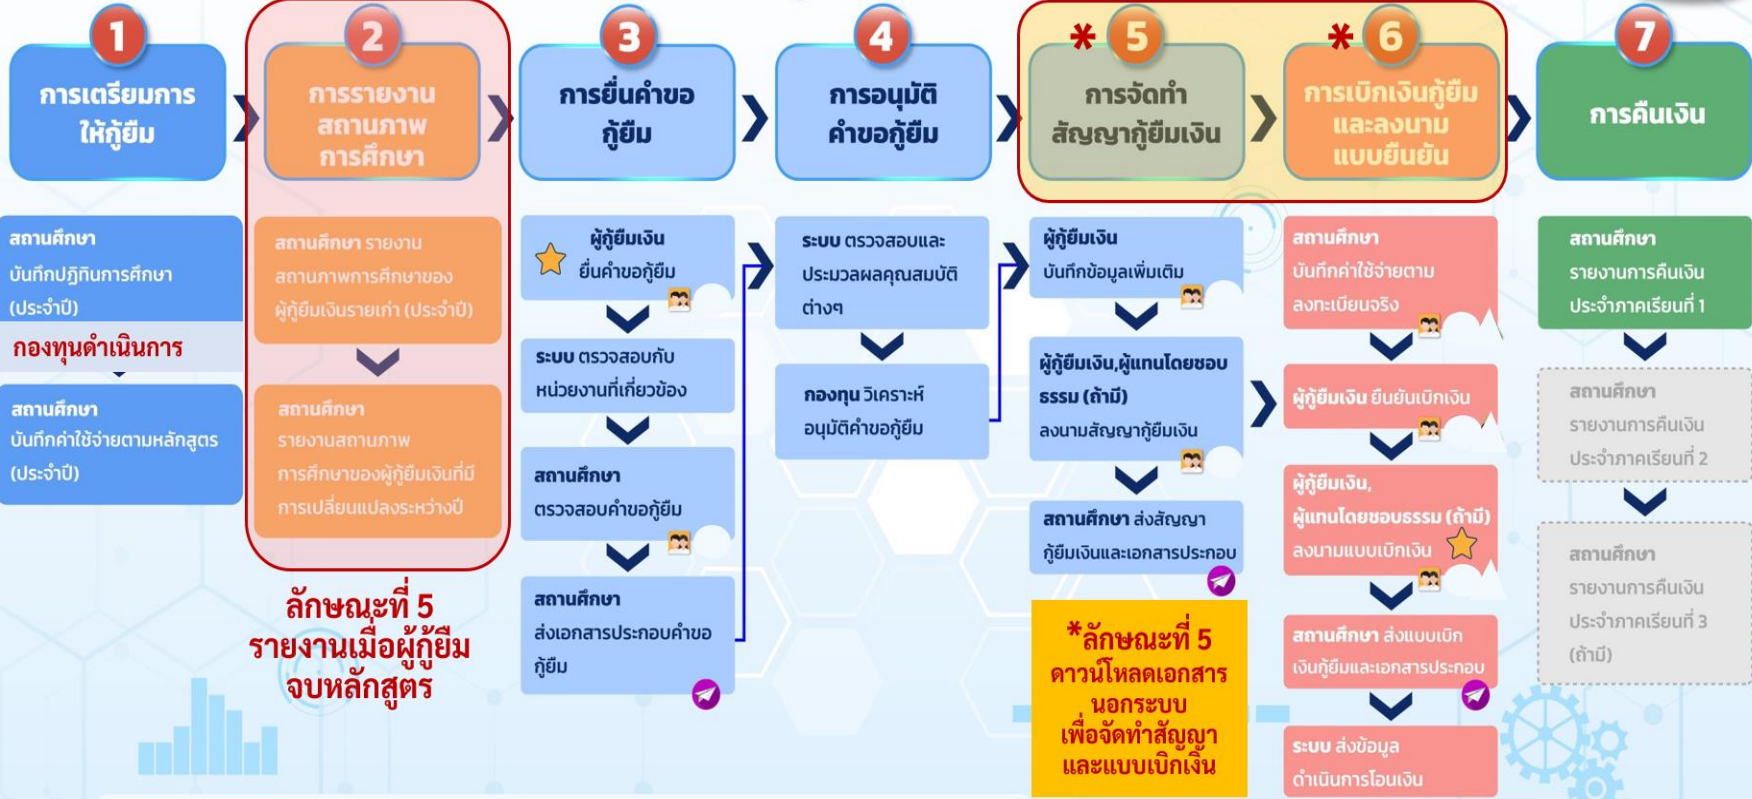 1
การเตรียมการ
ให้กู้ยืม
สถานศึกษา
บันทึกปฏิทินการศึกษา
(ประจำปี)
กองทุนดำเนินการ
สถานศึกษา
บันทึกค่าใช้จ่ายตามหลักสูตร
(ประจำปี)
2
การรายงาน
สถานภาพ
การศึกษา
สถานศึกษา รายงาน
สถานภาพการศึกษาของ
ผู้กู้ยืมเงินรายเก่า (ประจำปี)
สถานศึกษา
รายงานสถานภาพ
การศึกษาของผู้กู้ยืมเงินที่มี
การเปลี่ยนแปลงระหว่างปี
ลักษณะที่ 5
รายงานเมื่อผู้กู้ยืม
จบหลักสูตร
3
การยื่นคำขอ
กู้ยืม
ผู้กู้ยืมเงิน
ยื่นคำขอกู้ยืม
ระบบ ตรวจสอบกับ
หน่วยงานที่เกี่ยวข้อง
สถานศึกษา
ตรวจสอบคำขอกู้ยืม
สถานศึกษา
ส่งเอกสารประกอบคำขอ
กู้ยืม
4
การอนุมัติ
คำขอกู้ยืม
ระบบ ตรวจสอบและ
ประมวลผลคุณสมบัติ
ต่างๆ
กองทุน วิเคราะห์
อนุมัติคำขอกู้ยืม
* 5
การจัดทำ
สัญญากู้ยืมเงิน
ผู้กู้ยืมเงิน
บันทึกข้อมูลเพิ่มเติม
ผู้กู้ยืมเงิน,ผู้แทนโดยชอบ
ธรรม (ถ้ามี)
ลงนามสัญญากู้ยืมเงิน
สถานศึกษา ส่งสัญญา
กู้ยืมเงินและเอกสารประกอบ
*ลักษณะที่ 5
ดาวน์โหลดเอกสาร
นอกระบบ
เพื่อจัดทำสัญญา
และแบบเบิกเงิน
* 6
การเบิกเงินกู้ยืม
และลงนาม
แบบยืนยัน
สถานศึกษา
บันทึกค่าใช้จ่ายตาม
ลงทะเบียนจริง
ผู้กู้ยืมเงิน ยืนยันเบิกเงิน
ผู้กู้ยืมเงิน,
ผู้แทนโดยชอบธรรม (ถ้ามี)
ลงนามแบบเบิกเงิน
สถานศึกษา ส่งแบบเบิก
เงินกู้ยืมและเอกสารประกอบ
ระบบ ส่งข้อมูล
ดำเนินการโอนเงิน
7
การคืนเงิน
สถานศึกษา
รายงานการคืนเงิน
ประจำภาคเรียนที่ 1
สถานศึกษา
รายงานการคืนเงิน
ประจำภาคเรียนที่ 2
สถานศึกษา
รายงานการคืนเงิน
ประจำภาคเรียนที่ 3
(ถ้ามี)